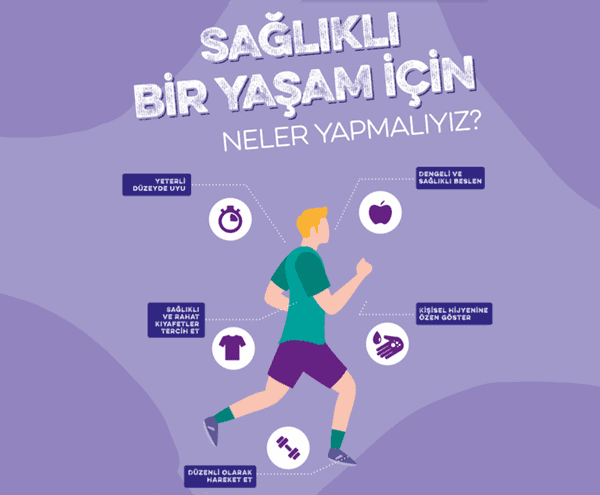 SAĞLIKLI
BİR YAŞAM İÇİN
NELER YAPMALIYIZ?
YETERLİ
DÜZEYDE UYU
DENGELİ VE
SAĞLIKLI BESLEN
SAĞLIKLI
VE RAHAT
KIYAFETLER
TERCİH ET
KİŞİSEL HİJYENİNE
ÖZEN GÖSTER
DÜZENLİ OLARAK
HAREKET ET